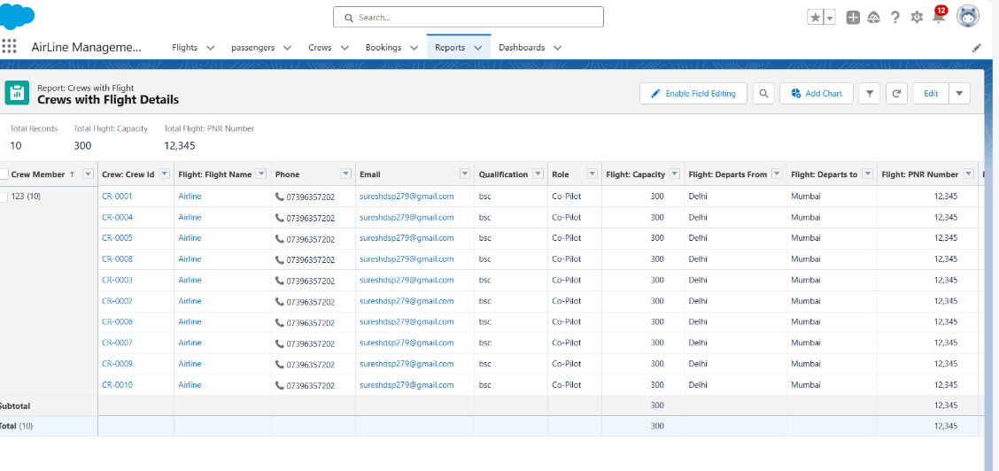 Search...
12
AirLine Manageme...
Flights
passengers
Crews
Bookings
Reports
Dashboards
Report: Crews with Flight
Crews with Flight Details
Enable Field Editing
Add Chart
Edit
Total Records Total Flight: Capacity Total Flight: PNR Number
10 300 12,345
Crew Member ↑ Crew: Crew Id Flight: Flight Name Phone Email Qualification Role Flight: Capacity Flight: Departs From Flight: Departs to Flight: PNR Number
123 (10) CR-0001 Airline 07396357202 sureshdsp279@gmail.com bsc Co-Pilot 300 Delhi Mumbai 12,345
CR-0004 Airline 07396357202 sureshdsp279@gmail.com bsc Co-Pilot 300 Delhi Mumbai 12,345
CR-0005 Airline 07396357202 sureshdsp279@gmail.com bsc Co-Pilot 300 Delhi Mumbai 12,345
CR-0008 Airline 07396357202 sureshdsp279@gmail.com bsc Co-Pilot 300 Delhi Mumbai 12,345
CR-0003 Airline 07396357202 sureshdsp279@gmail.com bsc Co-Pilot 300 Delhi Mumbai 12,345
CR-0002 Airline 07396357202 sureshdsp279@gmail.com bsc Co-Pilot 300 Delhi Mumbai 12,345
CR-0006 Airline 07396357202 sureshdsp279@gmail.com bsc Co-Pilot 300 Delhi Mumbai 12,345
CR-0007 Airline 07396357202 sureshdsp279@gmail.com bsc Co-Pilot 300 Delhi Mumbai 12,345
CR-0009 Airline 07396357202 sureshdsp279@gmail.com bsc Co-Pilot 300 Delhi Mumbai 12,345
CR-0010 Airline 07396357202 sureshdsp279@gmail.com bsc Co-Pilot 300 Delhi Mumbai 12,345
Subtotal 300 12,345
Total (10) 300 12,345